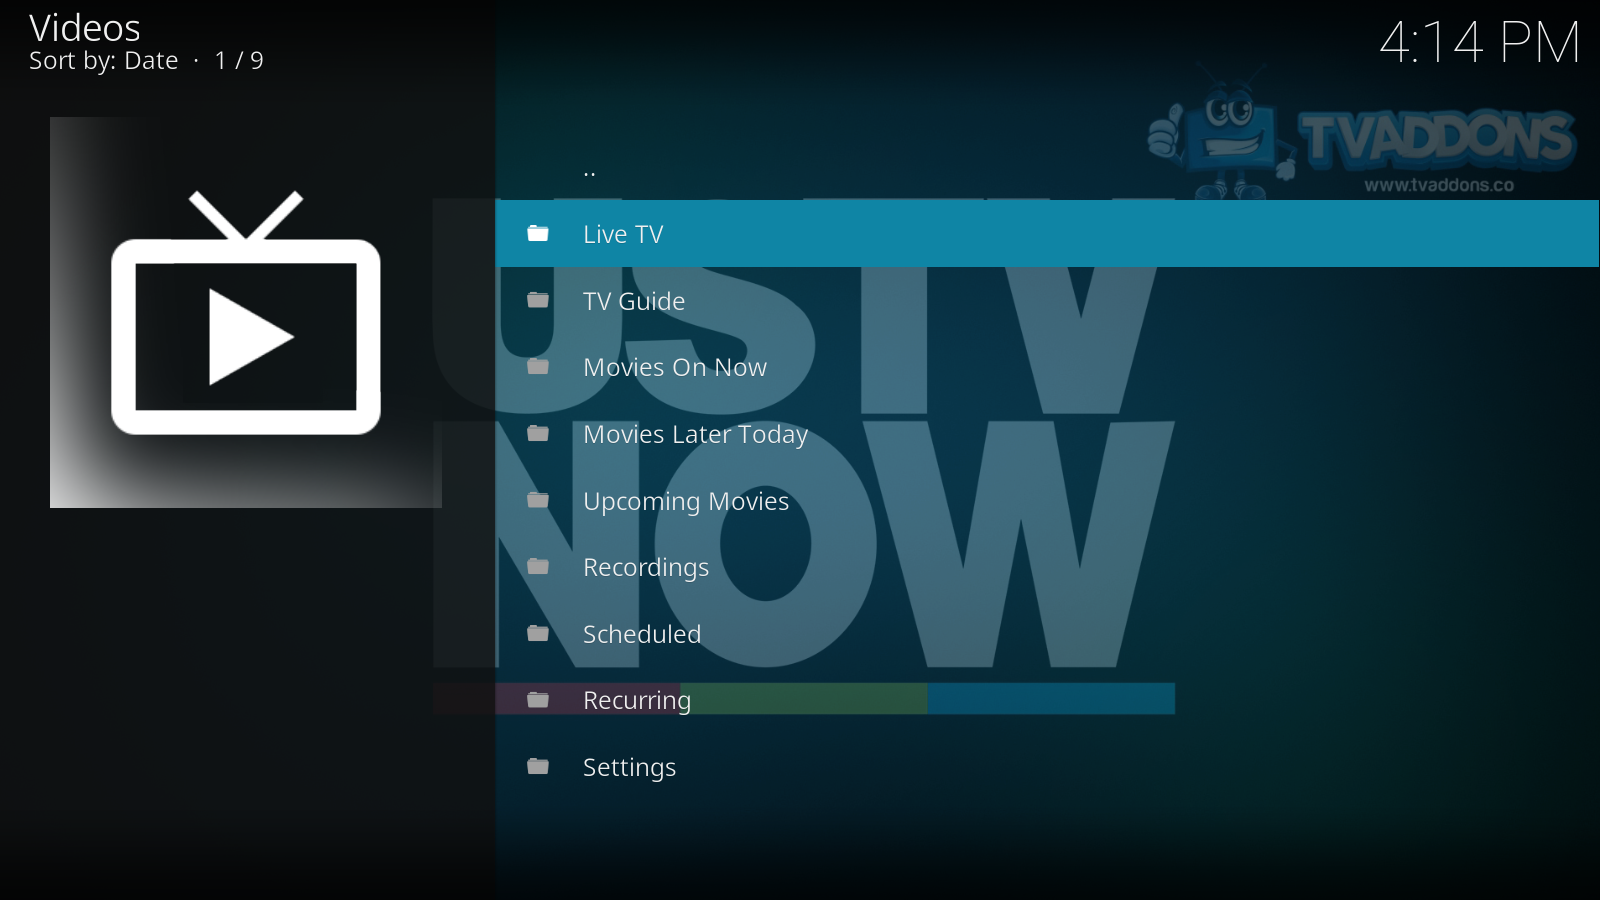 Videos
Sort by: Date · 1 / 9
4:14 PM
TVADDONS
www.tvaddons.co
..
Live TV
TV Guide
Movies On Now
Movies Later Today
Upcoming Movies
Recordings
Scheduled
Recurring
Settings
USTV
NOW